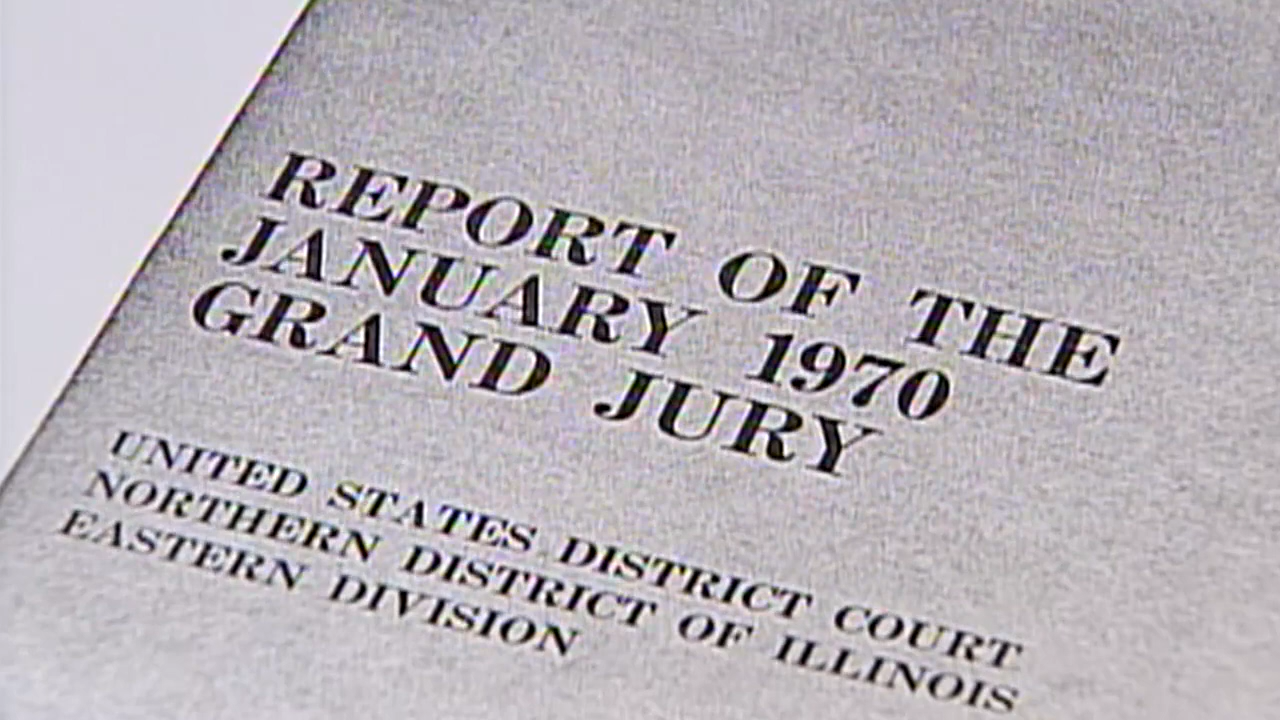 REPORT OF THE
JANUARY 1970
GRAND JURY
UNITED STATES DISTRICT COURT
NORTHERN DISTRICT OF ILLINOIS
EASTERN DIVISION